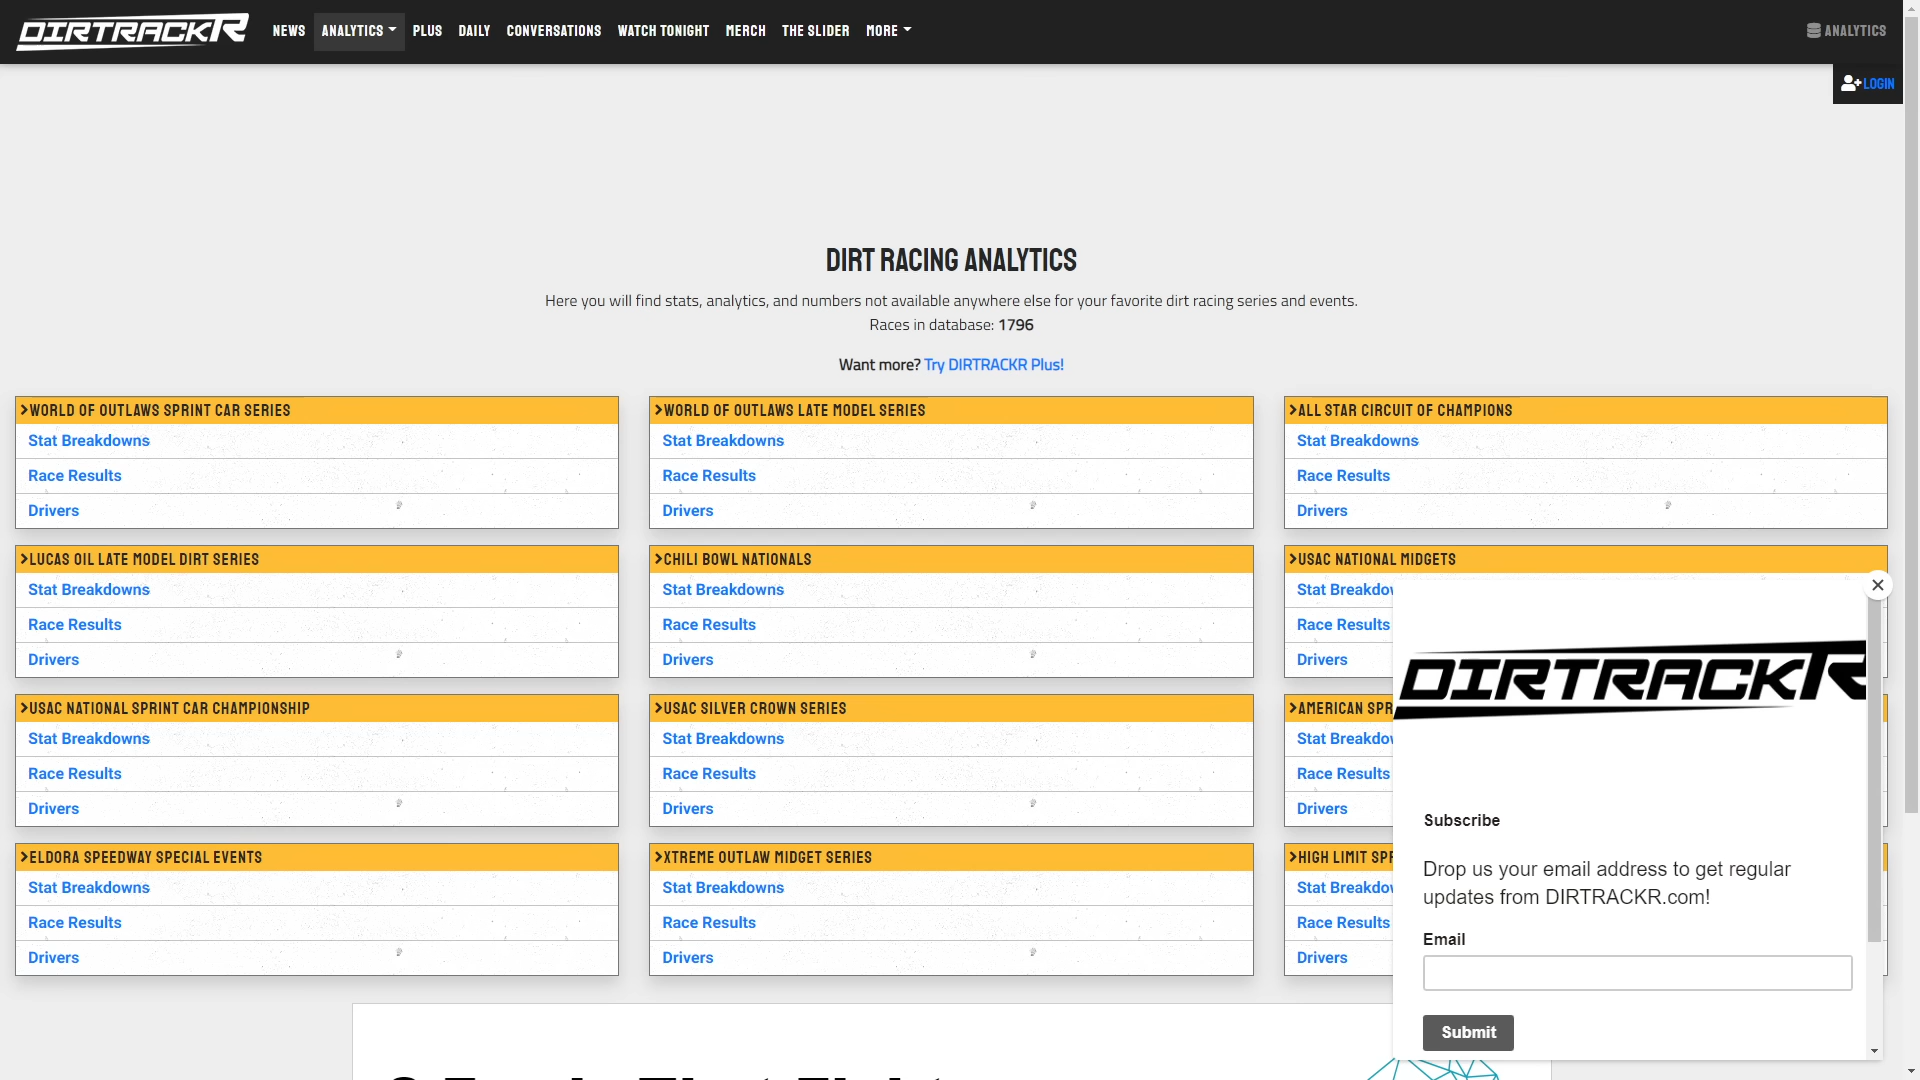 DIRTRACKR
NEWS ANALYTICS PLUS DAILY CONVERSATIONS WATCH TONIGHT MERCH THE SLIDER MORE ANALYTICS
LOGIN
DIRT RACING ANALYTICS
Here you will find stats, analytics, and numbers not available anywhere else for your favorite dirt racing series and events.
Races in database: 1796
Want more? Try DIRTRACKR Plus!
WORLD OF OUTLAWS SPRINT CAR SERIES
Stat Breakdowns
Race Results
Drivers
WORLD OF OUTLAWS LATE MODEL SERIES
Stat Breakdowns
Race Results
Drivers
ALL STAR CIRCUIT OF CHAMPIONS
Stat Breakdowns
Race Results
Drivers
LUCAS OIL LATE MODEL DIRT SERIES
Stat Breakdowns
Race Results
Drivers
CHILI BOWL NATIONALS
Stat Breakdowns
Race Results
Drivers
USAC NATIONAL MIDGETS
Stat
Race Results
Drivers
USAC NATIONAL SPRINT CAR CHAMPIONSHIP
Stat Breakdowns
Race Results
Drivers
USAC SILVER CROWN SERIES
Stat Breakdowns
Race Results
Drivers
AMERICAN
Stat
Race Results
Drivers
ELDORA SPEEDWAY SPECIAL EVENTS
Stat Breakdowns
Race Results
Drivers
XTREME OUTLAW MIDGET SERIES
Stat Breakdowns
Race Results
Drivers
HIGH LIMIT
Stat
Race Results
Drivers
DIRTRACKR
Subscribe
Drop us your email address to get regular
updates from DIRTRACKR.com!
Email
Submit